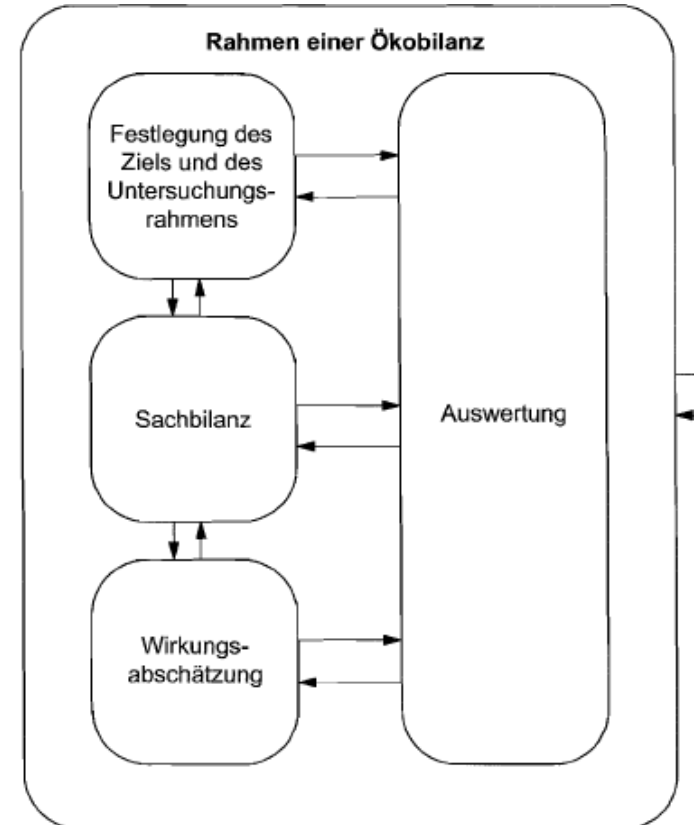 Rahmen einer Ökobilanz
Festlegung des
Ziels und des
Untersuchungs-
rahmens
Sachbilanz
Auswertung
Wirkungs-
abschätzung